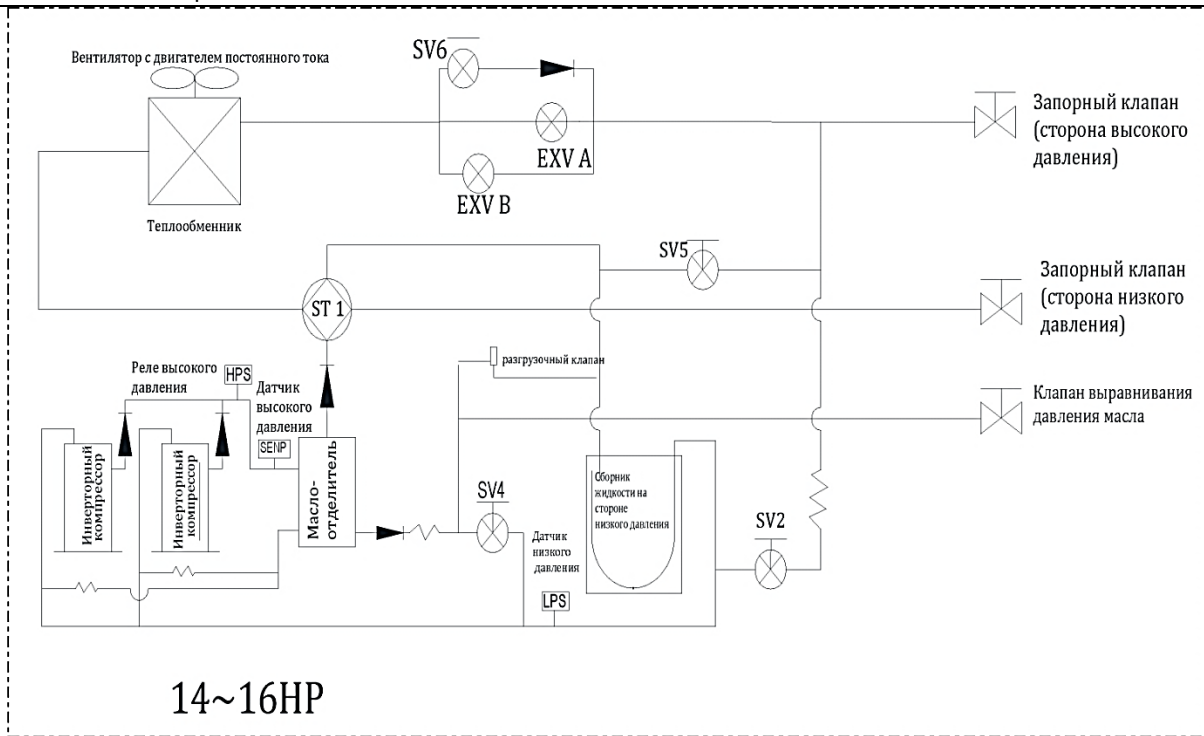 Вентилятор с двигателем постоянного тока
SV6
Запорный клапан
(сторона высокого
давления)
EXV A
EXV B
Теплообменник
SV5
Запорный клапан
(сторона низкого
давления)
ST 1
разгрузочный клапан
Реле высокого
давления
HPS
Датчик
высокого
давления
SENP
Клапан выравнивания
давления масла
Инверторный
компрессор
Инверторный
компрессор
Масло-
отделитель
SV4
Датчик
низкого
давления
LPS
Сборник
жидкости на
стороне
низкого давления
SV2
14~16HP